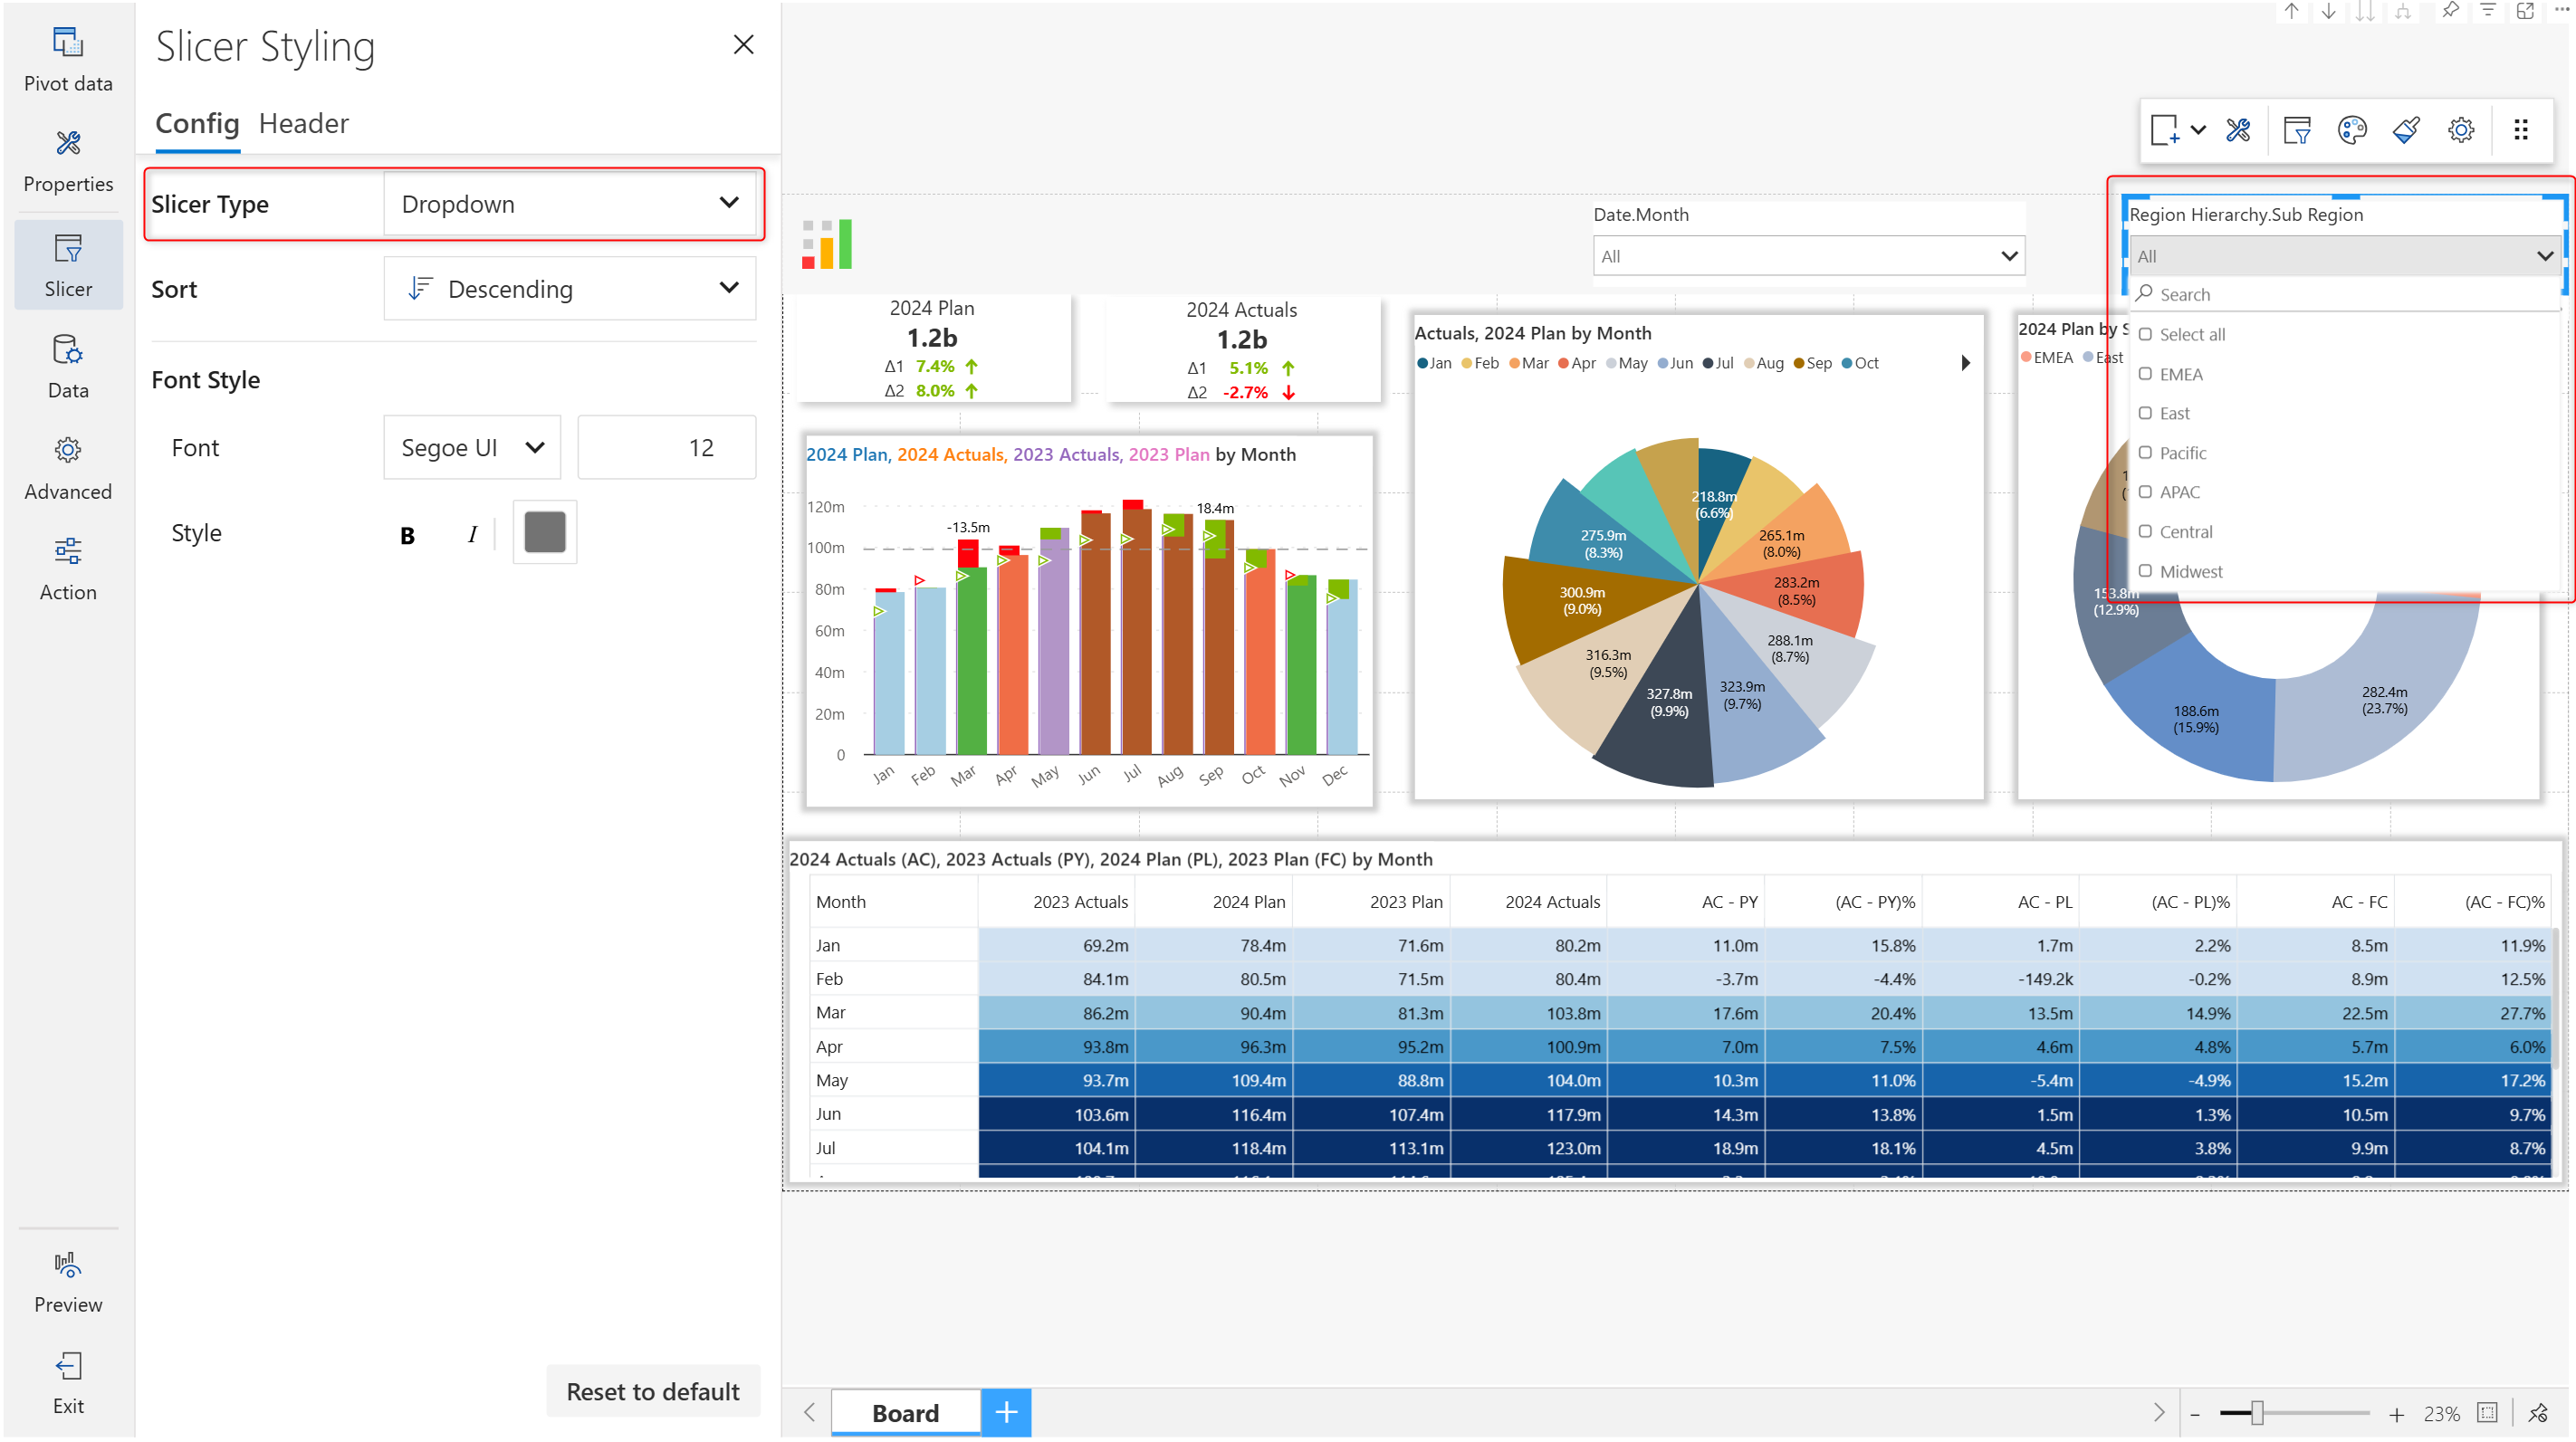 Pivot data
Properties
Slicer
Data
Advanced
Action
Preview
Exit
Slicer Styling
Config Header
Slicer Type Dropdown
Sort Descending
Font Style
Font Segoe UI 12
Style B I
Reset to default
Date.Month
All
Region Hierarchy.Sub Region
All
Search
Select all
EMEA
East
Pacific
APAC
Central
Midwest
2024 Plan
1.2b
Δ1 7.4%
Δ2 8.0%
2024 Actuals
1.2b
Δ1 5.1%
Δ2 -2.7%
2024 Plan, 2024 Actuals, 2023 Actuals, 2023 Plan by Month
120m
100m
80m
60m
40m
20m
0
-13.5m
18.4m
Jan Feb Mar Apr May Jun Jul Aug Sep Oct Nov Dec
Actuals, 2024 Plan by Month
Jan Feb Mar Apr May Jun Jul Aug Sep Oct
218.8m
(6.6%)
265.1m
(8.0%)
283.2m
(8.5%)
288.1m
(8.7%)
323.9m
(9.7%)
327.8m
(9.9%)
316.3m
(9.5%)
300.9m
(9.0%)
275.9m
(8.3%)
2024 Plan by S
EMEA East
153.8m
(12.9%)
188.6m
(15.9%)
282.4m
(23.7%)
2024 Actuals (AC), 2023 Actuals (PY), 2024 Plan (PL), 2023 Plan (FC) by Month
Month 2023 Actuals 2024 Plan 2023 Plan 2024 Actuals AC - PY (AC - PY)% AC - PL (AC - PL)% AC - FC (AC - FC)%
Jan 69.2m 78.4m 71.6m 80.2m 11.0m 15.8% 1.7m 2.2% 8.5m 11.9%
Feb 84.1m 80.5m 71.5m 80.4m -3.7m -4.4% -149.2k -0.2% 8.9m 12.5%
Mar 86.2m 90.4m 81.3m 103.8m 17.6m 20.4% 13.5m 14.9% 22.5m 27.7%
Apr 93.8m 96.3m 95.2m 100.9m 7.0m 7.5% 4.6m 4.8% 5.7m 6.0%
May 93.7m 109.4m 88.8m 104.0m 10.3m 11.0% -5.4m -4.9% 15.2m 17.2%
Jun 103.6m 116.4m 107.4m 117.9m 14.3m 13.8% 1.5m 1.3% 10.5m 9.7%
Jul 104.1m 118.4m 113.1m 123.0m 18.9m 18.1% 4.5m 3.8% 9.9m 8.7%
Board
- + 23%